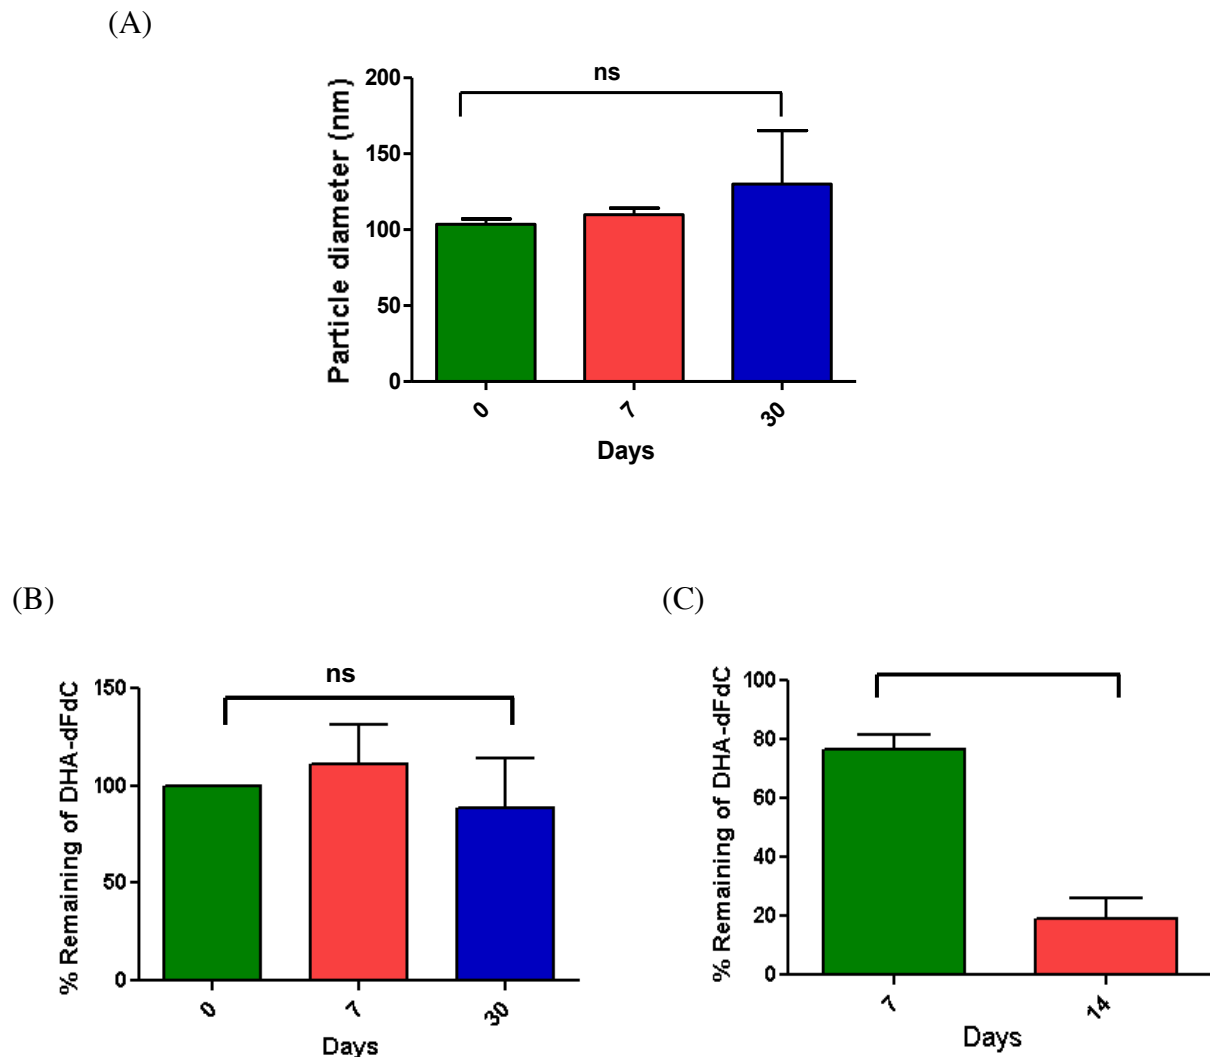 (A)
ns
200
150
100
50
0
Particle diameter (nm)
0
7
30
Days
(B)
ns
150
100
50
0
% Remaining of DHA-dFdC
0
7
30
Days
(C)
100
80
60
40
20
0
% Remaining of DHA-dFdC
7
14
Days